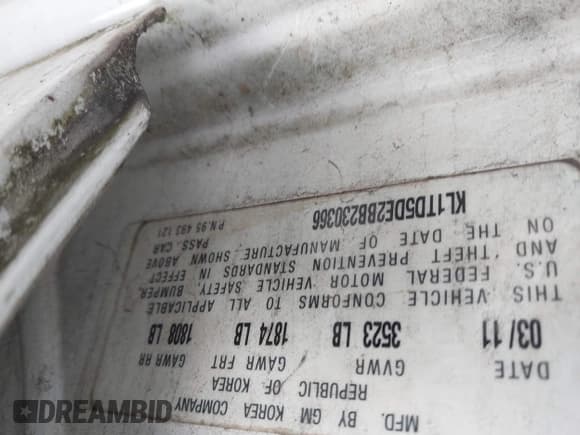 MFD. BY GM KOREA COMPANY
REPUBLIC OF KOREA
DATE GVWR GAWR FRT GAWR RR
03/11 3523 LB 1874 LB 1808 LB
THIS VEHICLE CONFORMS TO ALL APPLICABLE
U.S. FEDERAL MOTOR VEHICLE SAFETY, BUMPER,
AND THEFT PREVENTION STANDARDS IN EFFECT
ON THE DATE OF MANUFACTURE SHOWN ABOVE
PASS. CAR
KL1TD5DE2BB230366 P/N.95 493 121
DREAMBID